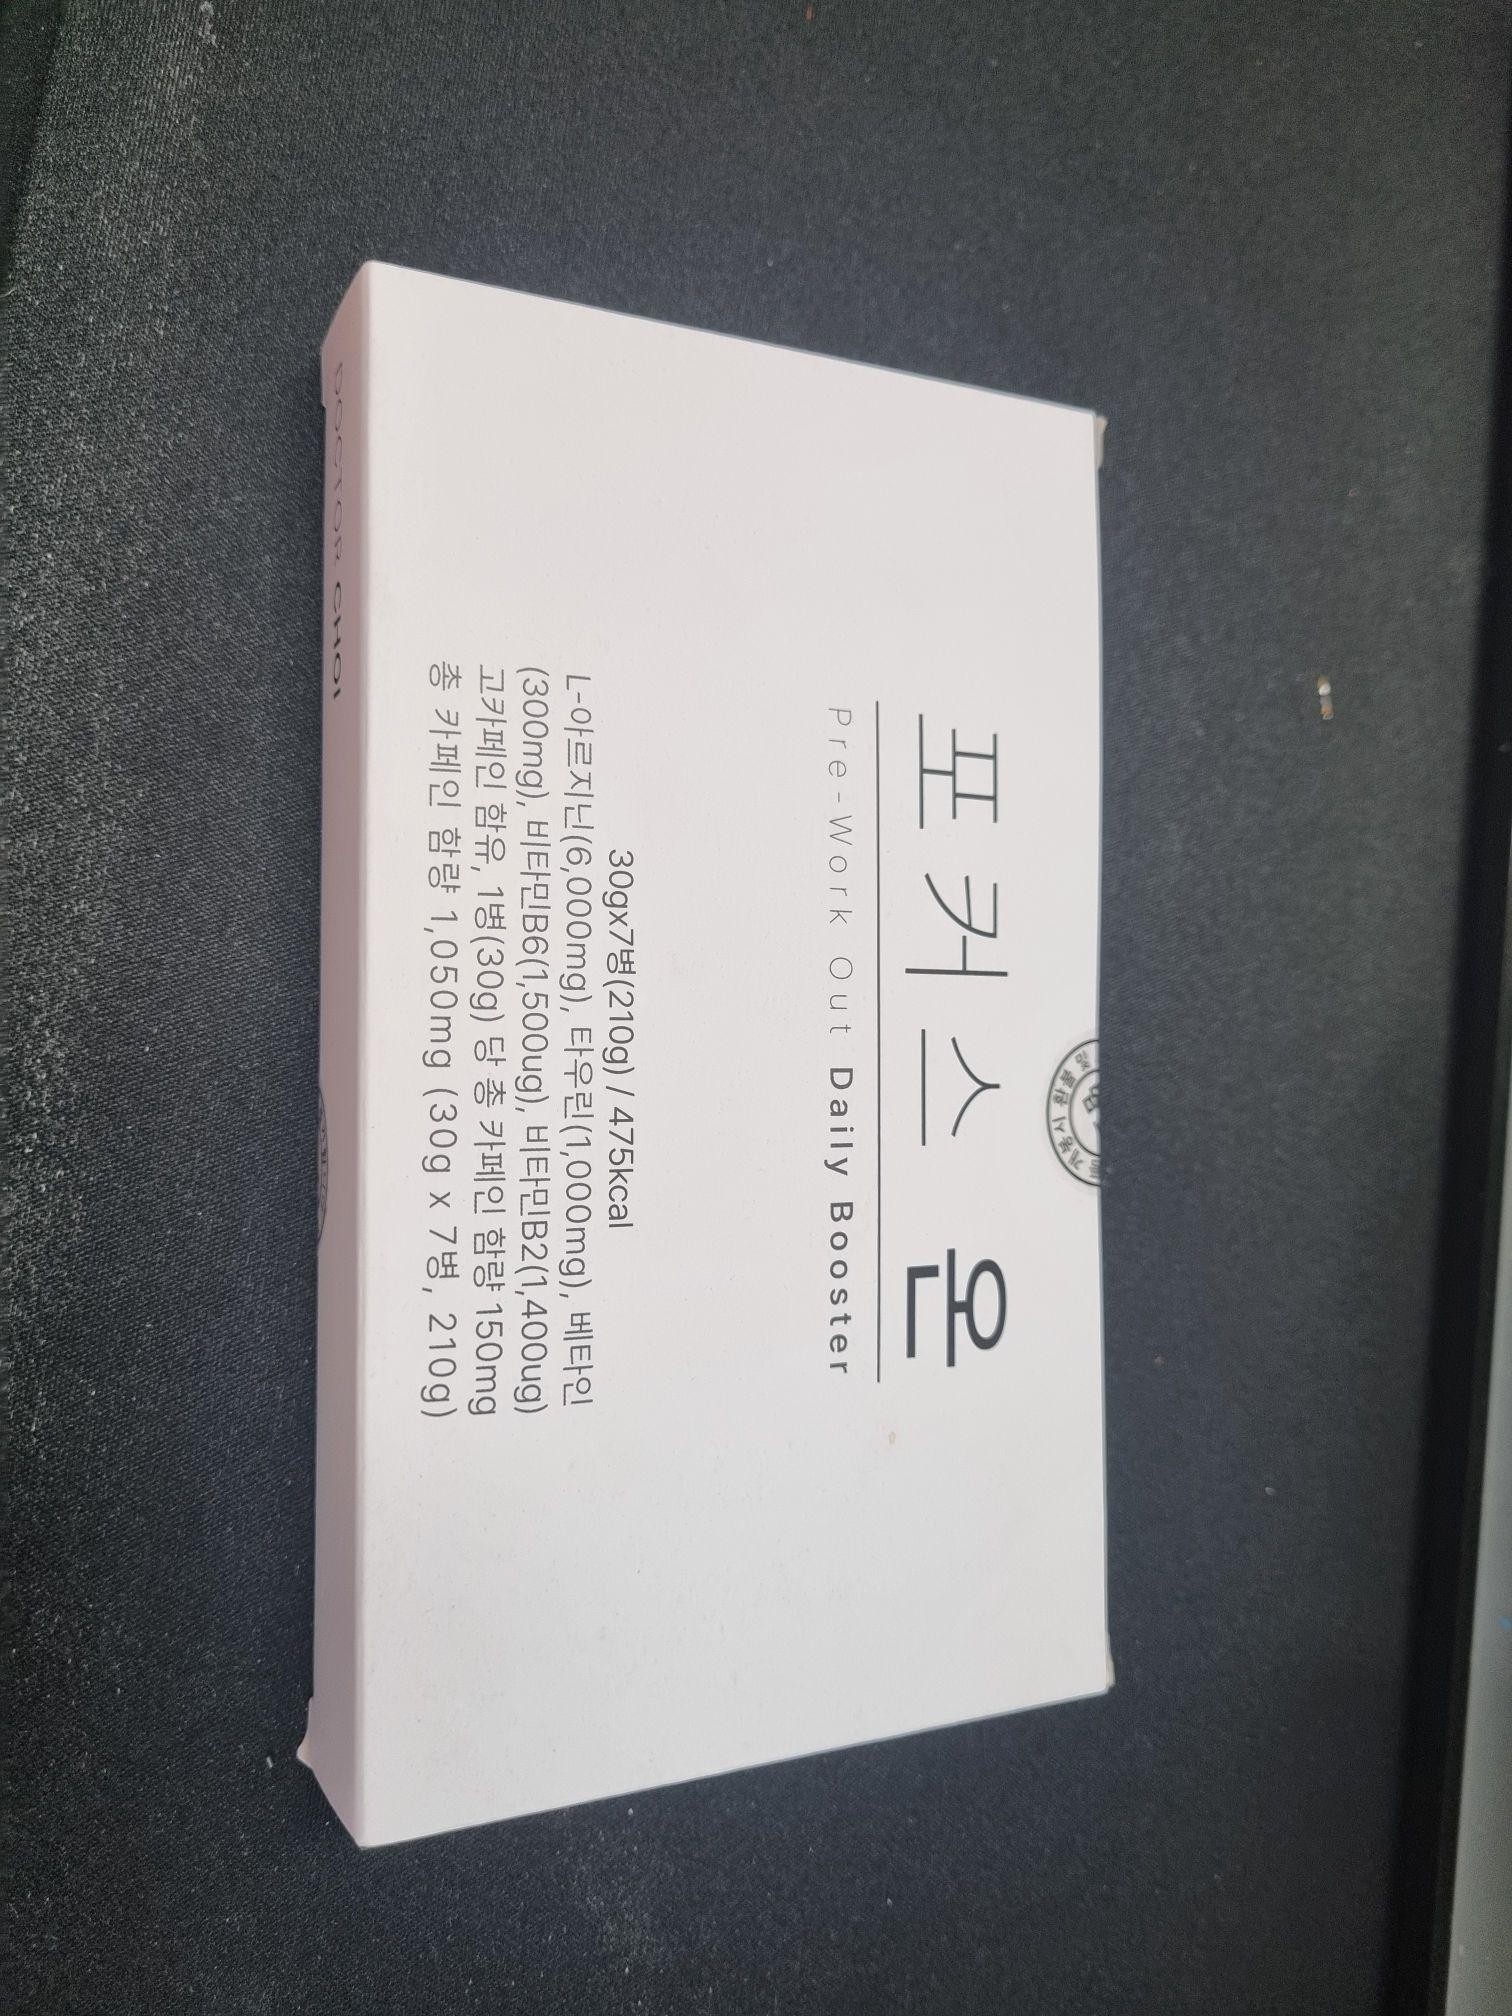 포커스 온
Pre-Work Out Daily Booster
30gx7병(210g) / 475kcal
L-아르지닌(6,000mg), 타우린(1,000mg), 베타인
(300mg), 비타민B6(1,500ug), 비타민B2(1,400ug)
고카페인 함유, 1병(30g) 당 총 카페인 함량 150mg
총 카페인 함량 1,050mg (30g x 7병, 210g)
DOCTOR CHOI
개봉시